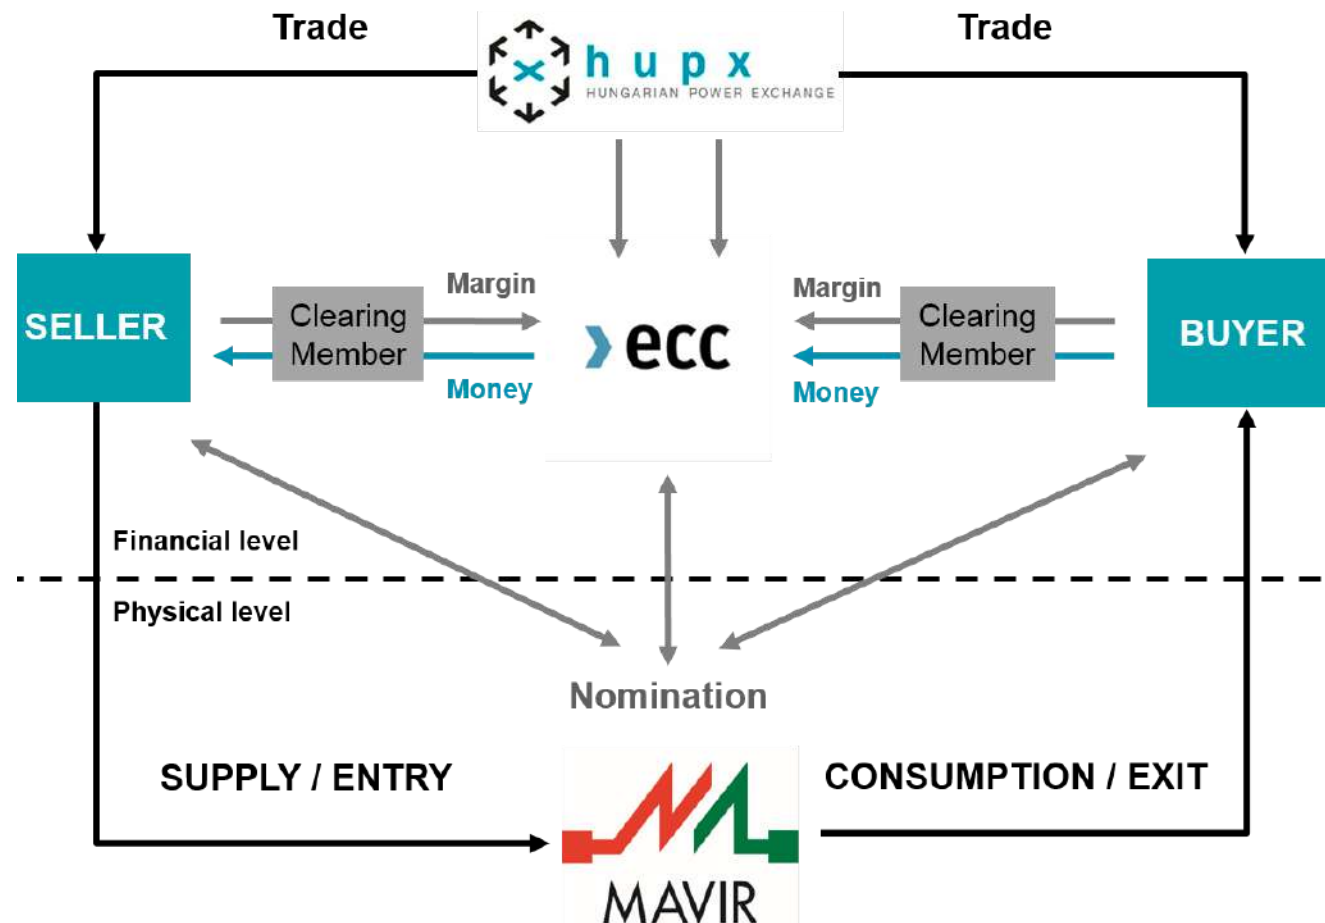 Trade
Trade
hupx
HUNGARIAN POWER EXCHANGE
SELLER
Clearing
Member
Margin
Money
ecc
Margin
Money
Clearing
Member
BUYER
Financial level
Physical level
Nomination
SUPPLY / ENTRY
CONSUMPTION / EXIT
MAVIR